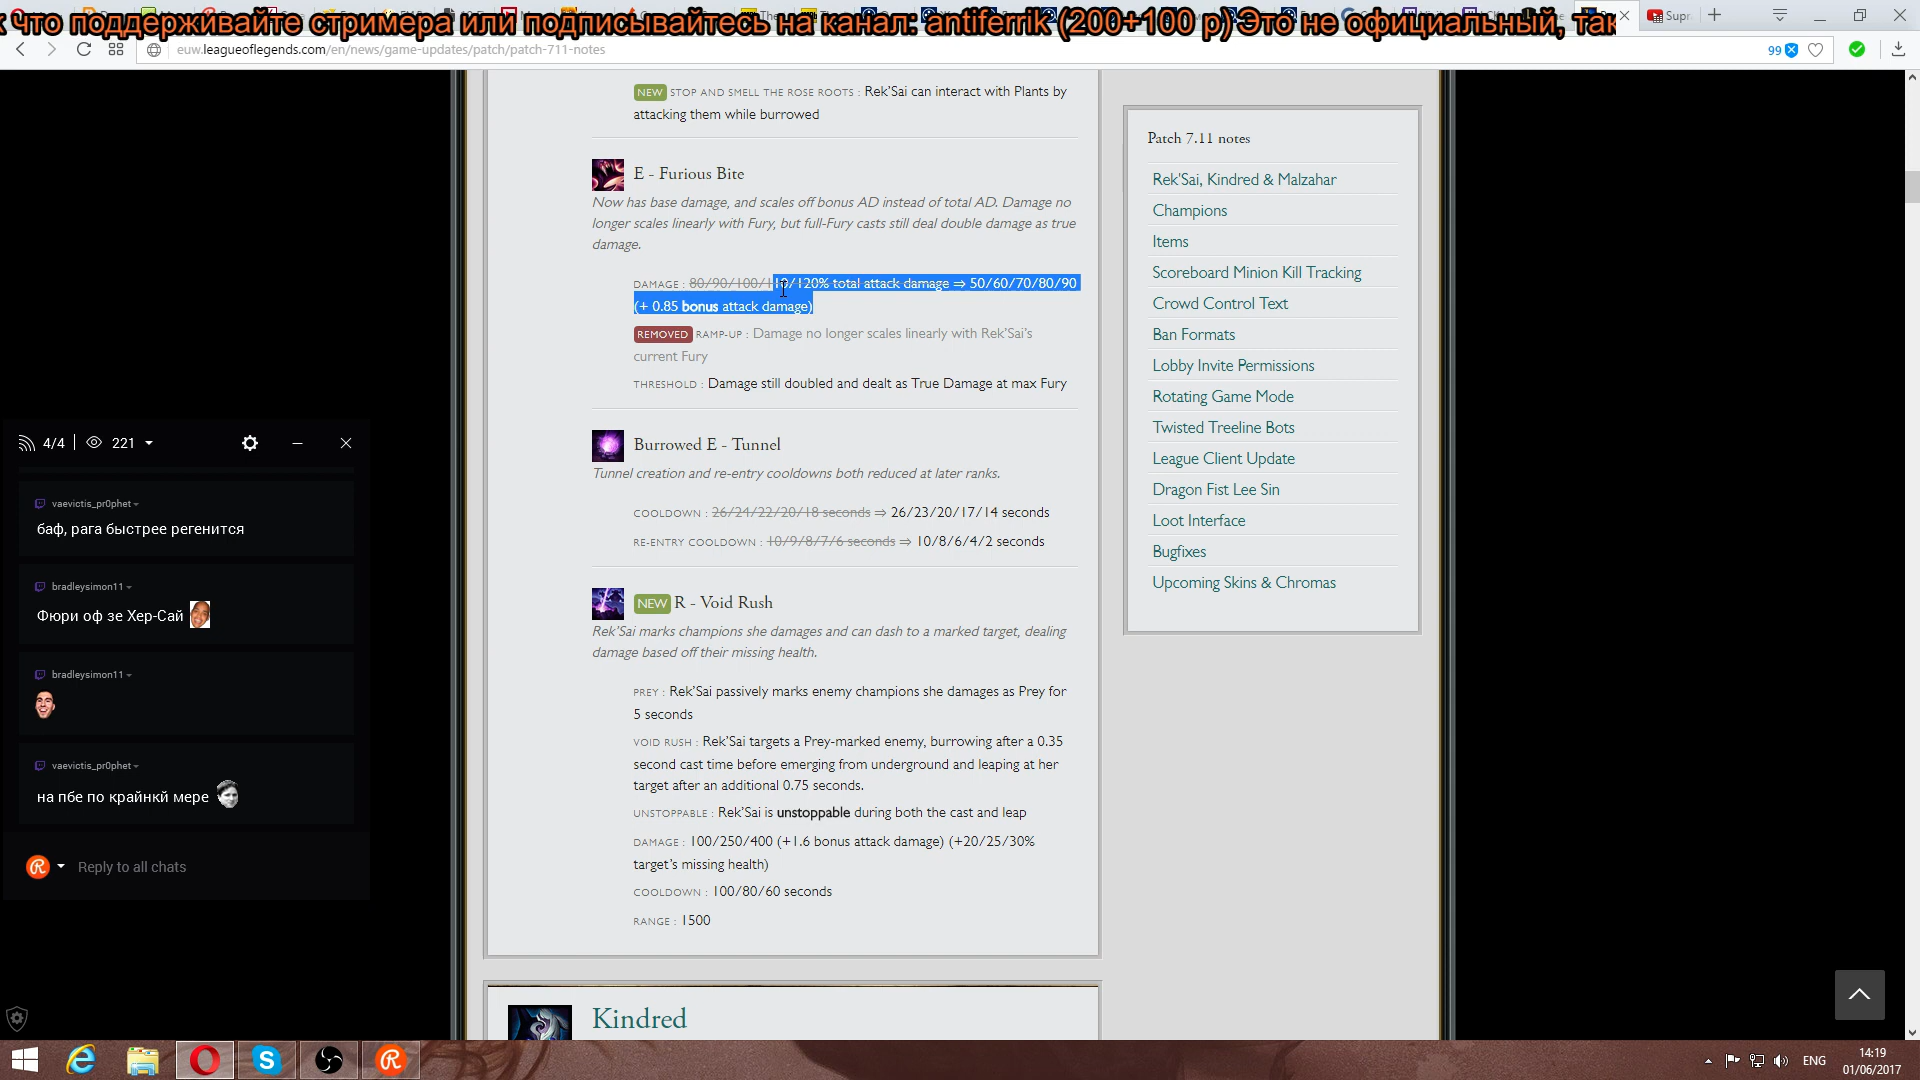 что поддерживайте стримера или подписывайтесь на канал: antiferrik (200+100 р) Это не официальный, так
euw.leagueoflegends.com/en/news/game-updates/patch/patch-711-notes
99
NEW STOP AND SMELL THE ROSE ROOTS : Rek'Sai can interact with Plants by
attacking them while burrowed
E - Furious Bite
Now has base damage, and scales off bonus AD instead of total AD. Damage no
longer scales linearly with Fury, but full-Fury casts still deal double damage as true
damage.
DAMAGE : 80/90/100/110/120% total attack damage ⇒ 50/60/70/80/90
(+ 0.85 bonus attack damage)
REMOVED RAMP-UP : Damage no longer scales linearly with Rek'Sai's
current Fury
THRESHOLD : Damage still doubled and dealt as True Damage at max Fury
Burrowed E - Tunnel
Tunnel creation and re-entry cooldowns both reduced at later ranks.
COOLDOWN : 26/24/22/20/18 seconds ⇒ 26/23/20/17/14 seconds
RE-ENTRY COOLDOWN : 10/9/8/7/6 seconds ⇒ 10/8/6/4/2 seconds
NEW R - Void Rush
Rek'Sai marks champions she damages and can dash to a marked target, dealing
damage based off their missing health.
PREY : Rek'Sai passively marks enemy champions she damages as Prey for
5 seconds
VOID RUSH : Rek'Sai targets a Prey-marked enemy, burrowing after a 0.35
second cast time before emerging from underground and leaping at her
target after an additional 0.75 seconds.
UNSTOPPABLE : Rek'Sai is unstoppable during both the cast and leap
DAMAGE : 100/250/400 (+1.6 bonus attack damage) (+20/25/30%
target's missing health)
COOLDOWN : 100/80/60 seconds
RANGE : 1500
Kindred
Patch 7.11 notes
Rek'Sai, Kindred & Malzahar
Champions
Items
Scoreboard Minion Kill Tracking
Crowd Control Text
Ban Formats
Lobby Invite Permissions
Rotating Game Mode
Twisted Treeline Bots
League Client Update
Dragon Fist Lee Sin
Loot Interface
Bugfixes
Upcoming Skins & Chromas
4/4 221
vaevictis_pr0phet
баф, рага быстрее регенится
bradleysimon11
Фюри оф зе Хер-Сай
bradleysimon11
vaevictis_pr0phet
на пбе по крайнкй мере
Reply to all chats
ENG
14:19
01/06/2017